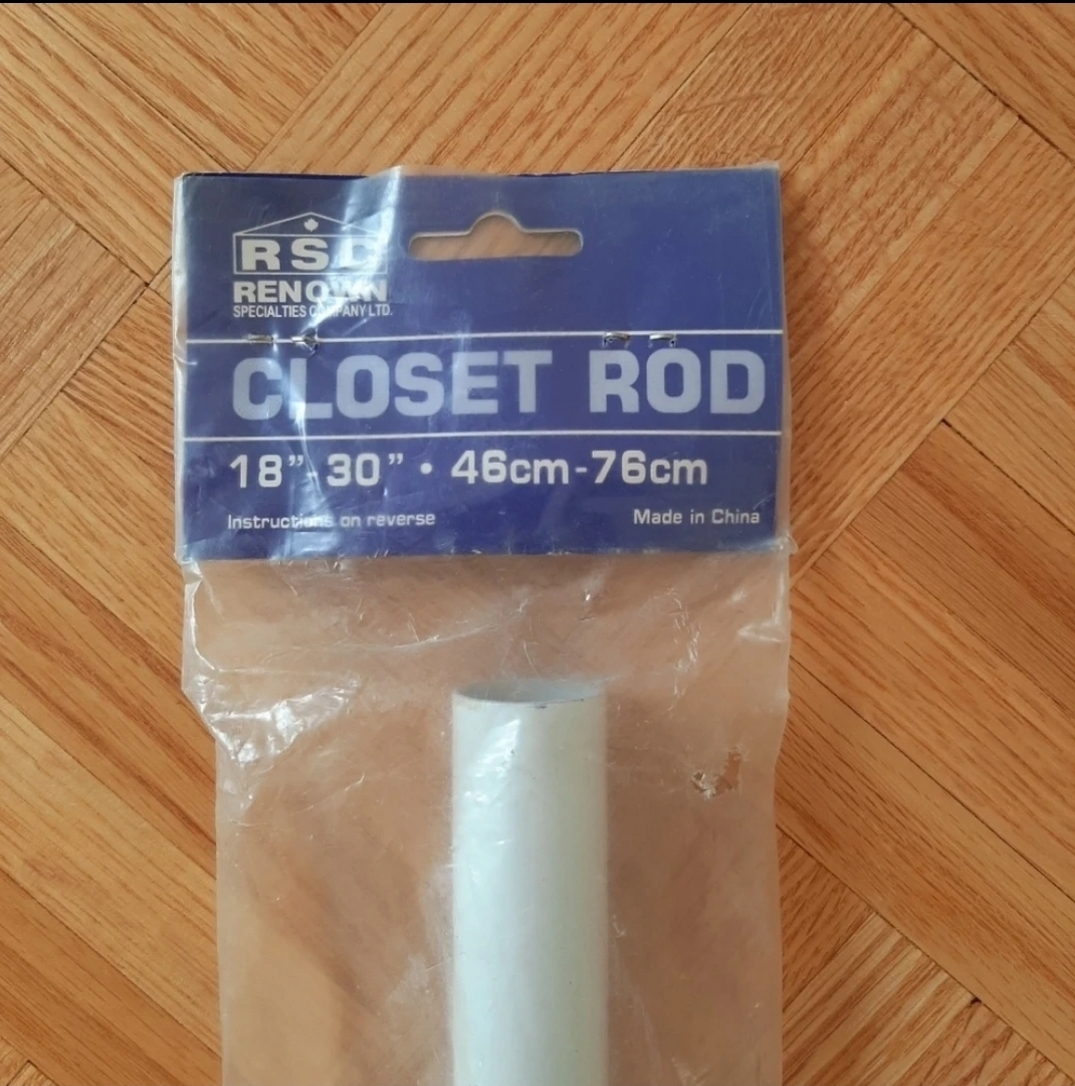 RSC
RENOWN
SPECIALTIES COMPANY LTD.
CLOSET ROD
18”-30” • 46cm-76cm
Instructions on reverse
Made in China